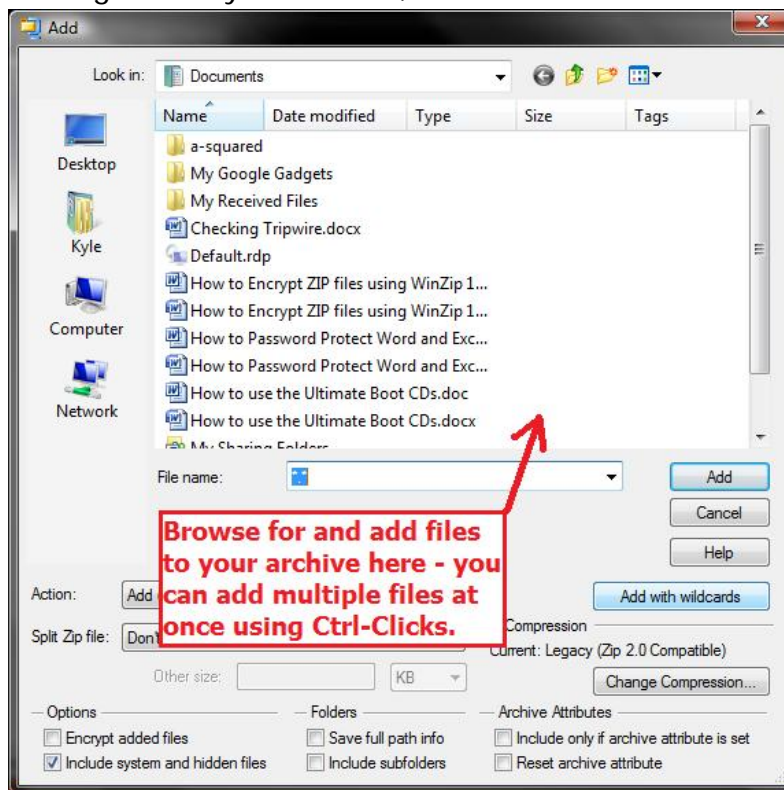 Add
Look in: Documents
Name Date modified Type Size Tags
Desktop
Kyle
Computer
Network
a-squared
My Google Gadgets
My Received Files
Checking Tripwire.docx
Default.rdp
How to Encrypt ZIP files using WinZip 1...
How to Encrypt ZIP files using WinZip 1...
How to Password Protect Word and Exc...
How to Password Protect Word and Exc...
How to use the Ultimate Boot CDs.doc
How to use the Ultimate Boot CDs.docx
My Sharing Folders
File name: *.*
Add
Cancel
Help
Browse for and add files
to your archive here - you
can add multiple files at
once using Ctrl-Clicks.
Action: Add
Add with wildcards
Split Zip file: Don't
Compression
Current: Legacy (Zip 2.0 Compatible)
Other size: KB
Change Compression...
Options
Encrypt added files
Include system and hidden files
Folders
Save full path info
Include subfolders
Archive Attributes
Include only if archive attribute is set
Reset archive attribute